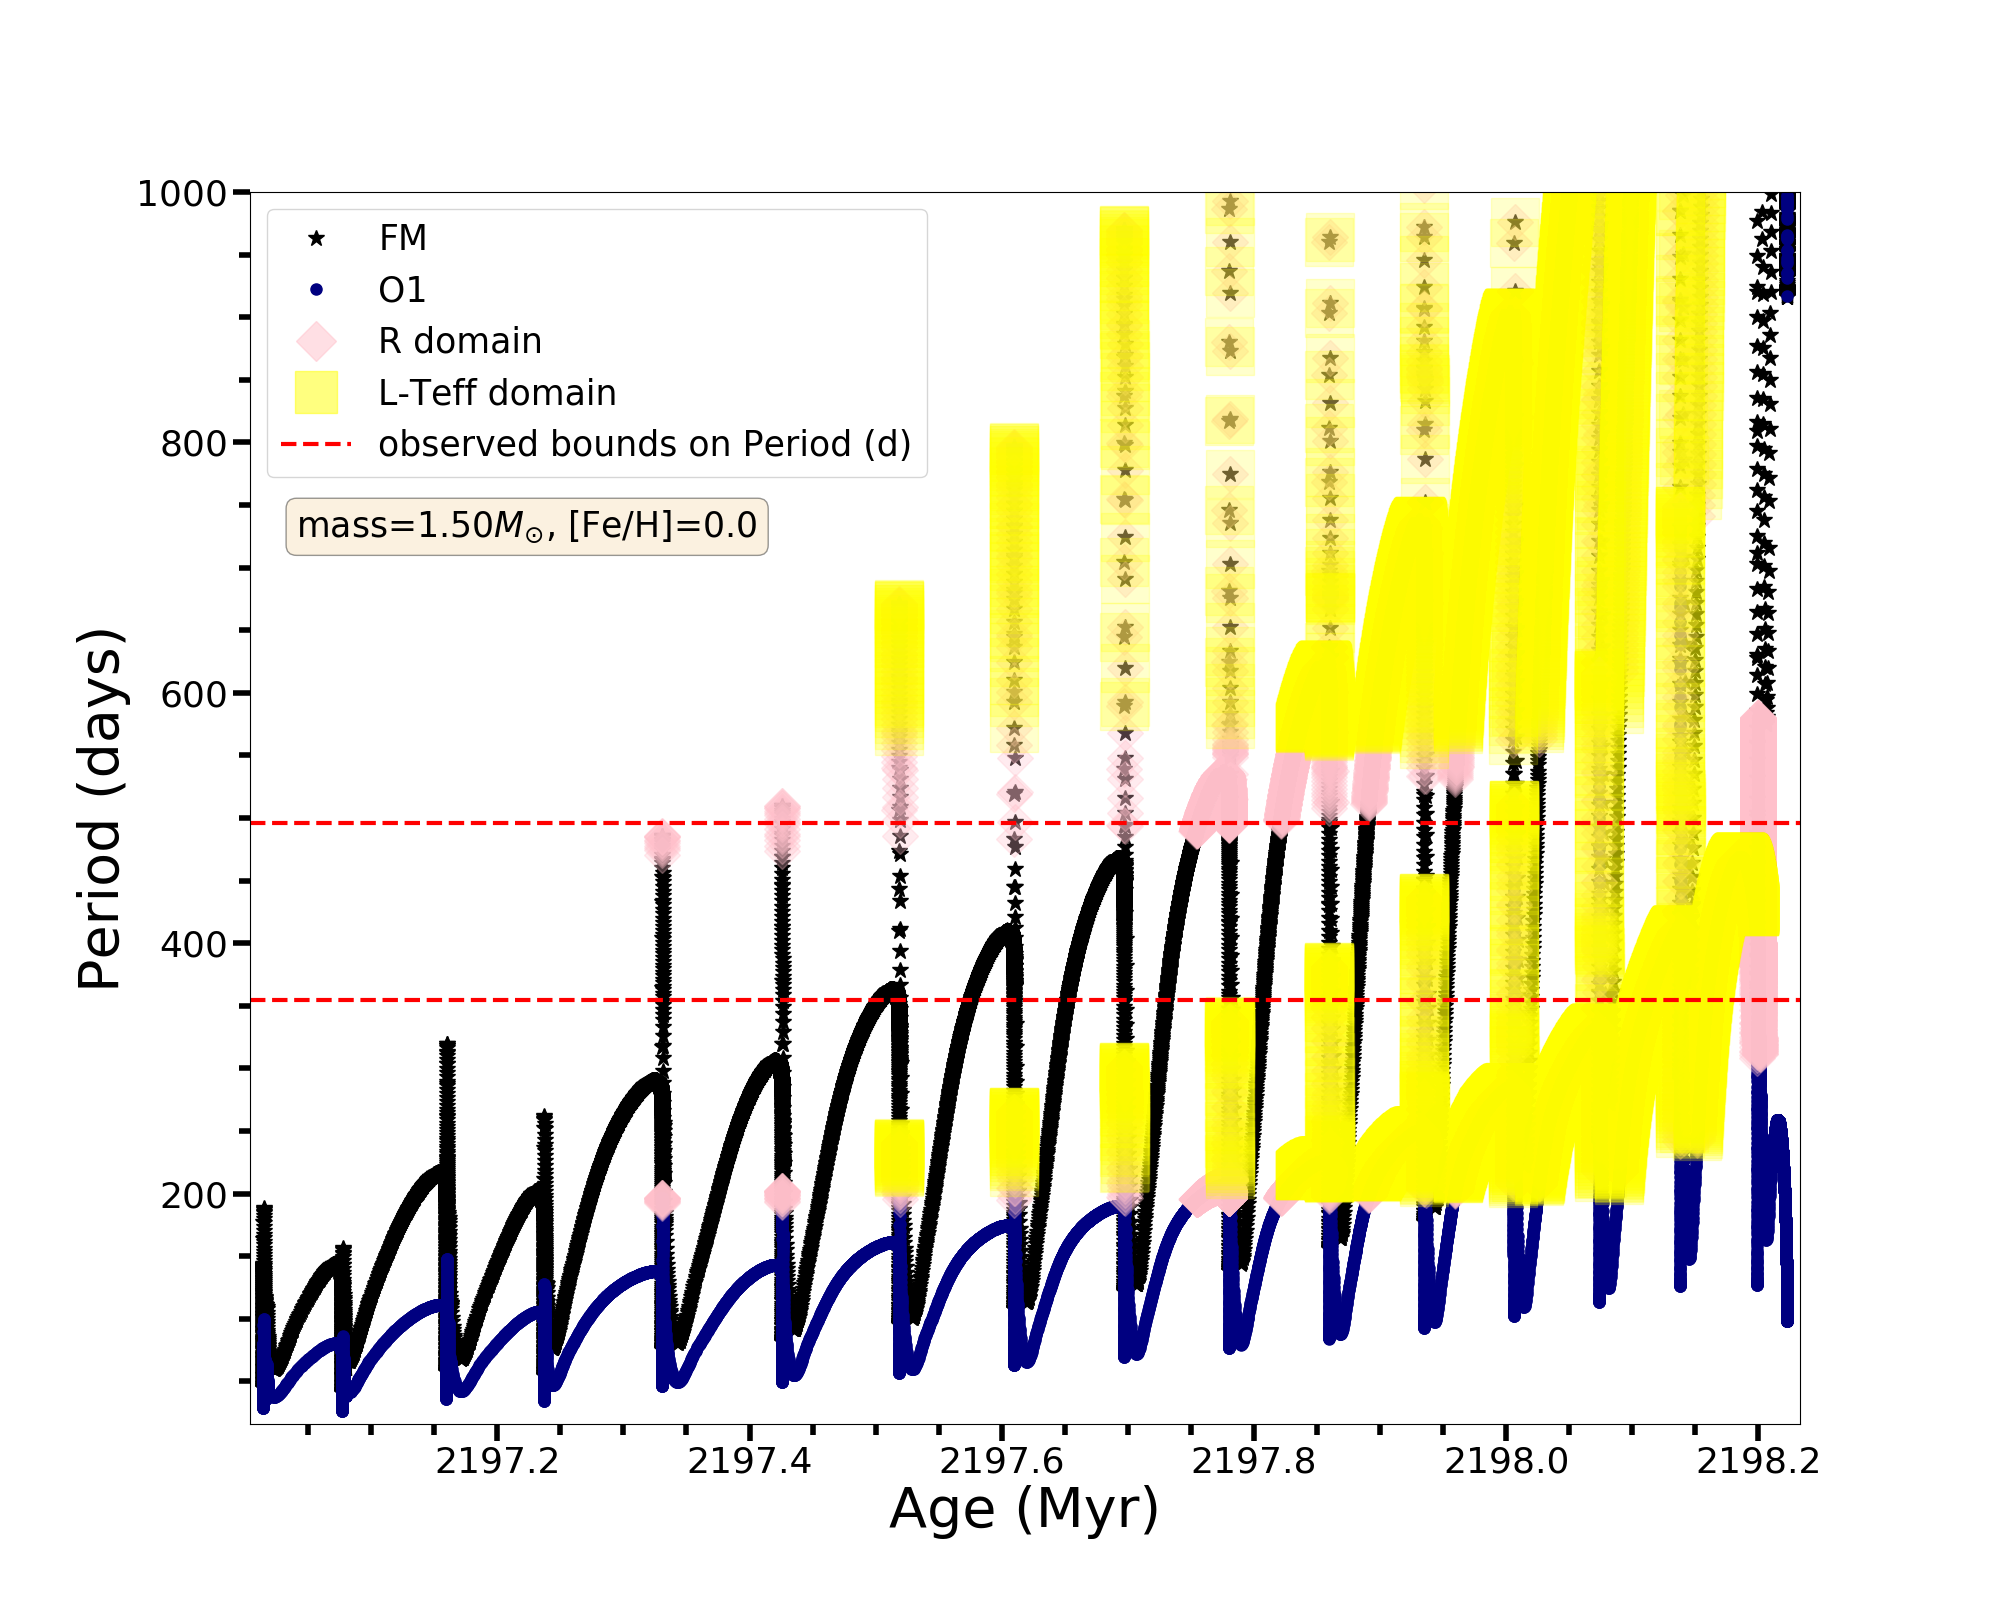 1000
800
600
400
200
Period (days)
FM
O1
R domain
L-Teff domain
observed bounds on Period (d)
mass=1.50M☉, [Fe/H]=0.0
2197.2 2197.4 2197.6 2197.8 2198.0 2198.2
Age (Myr)